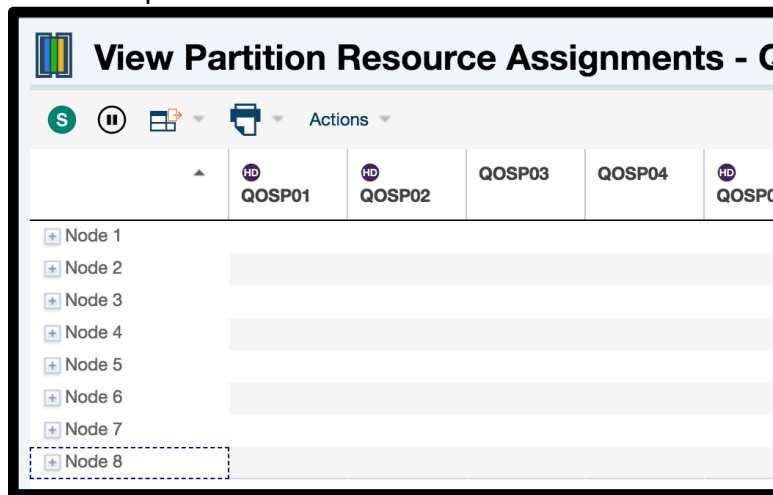 View Partition Resource Assignments -
S
Actions
HD HD HD
QOSP01 QOSP02 QOSP03 QOSP04
Node 1
Node 2
Node 3
Node 4
Node 5
Node 6
Node 7
Node 8